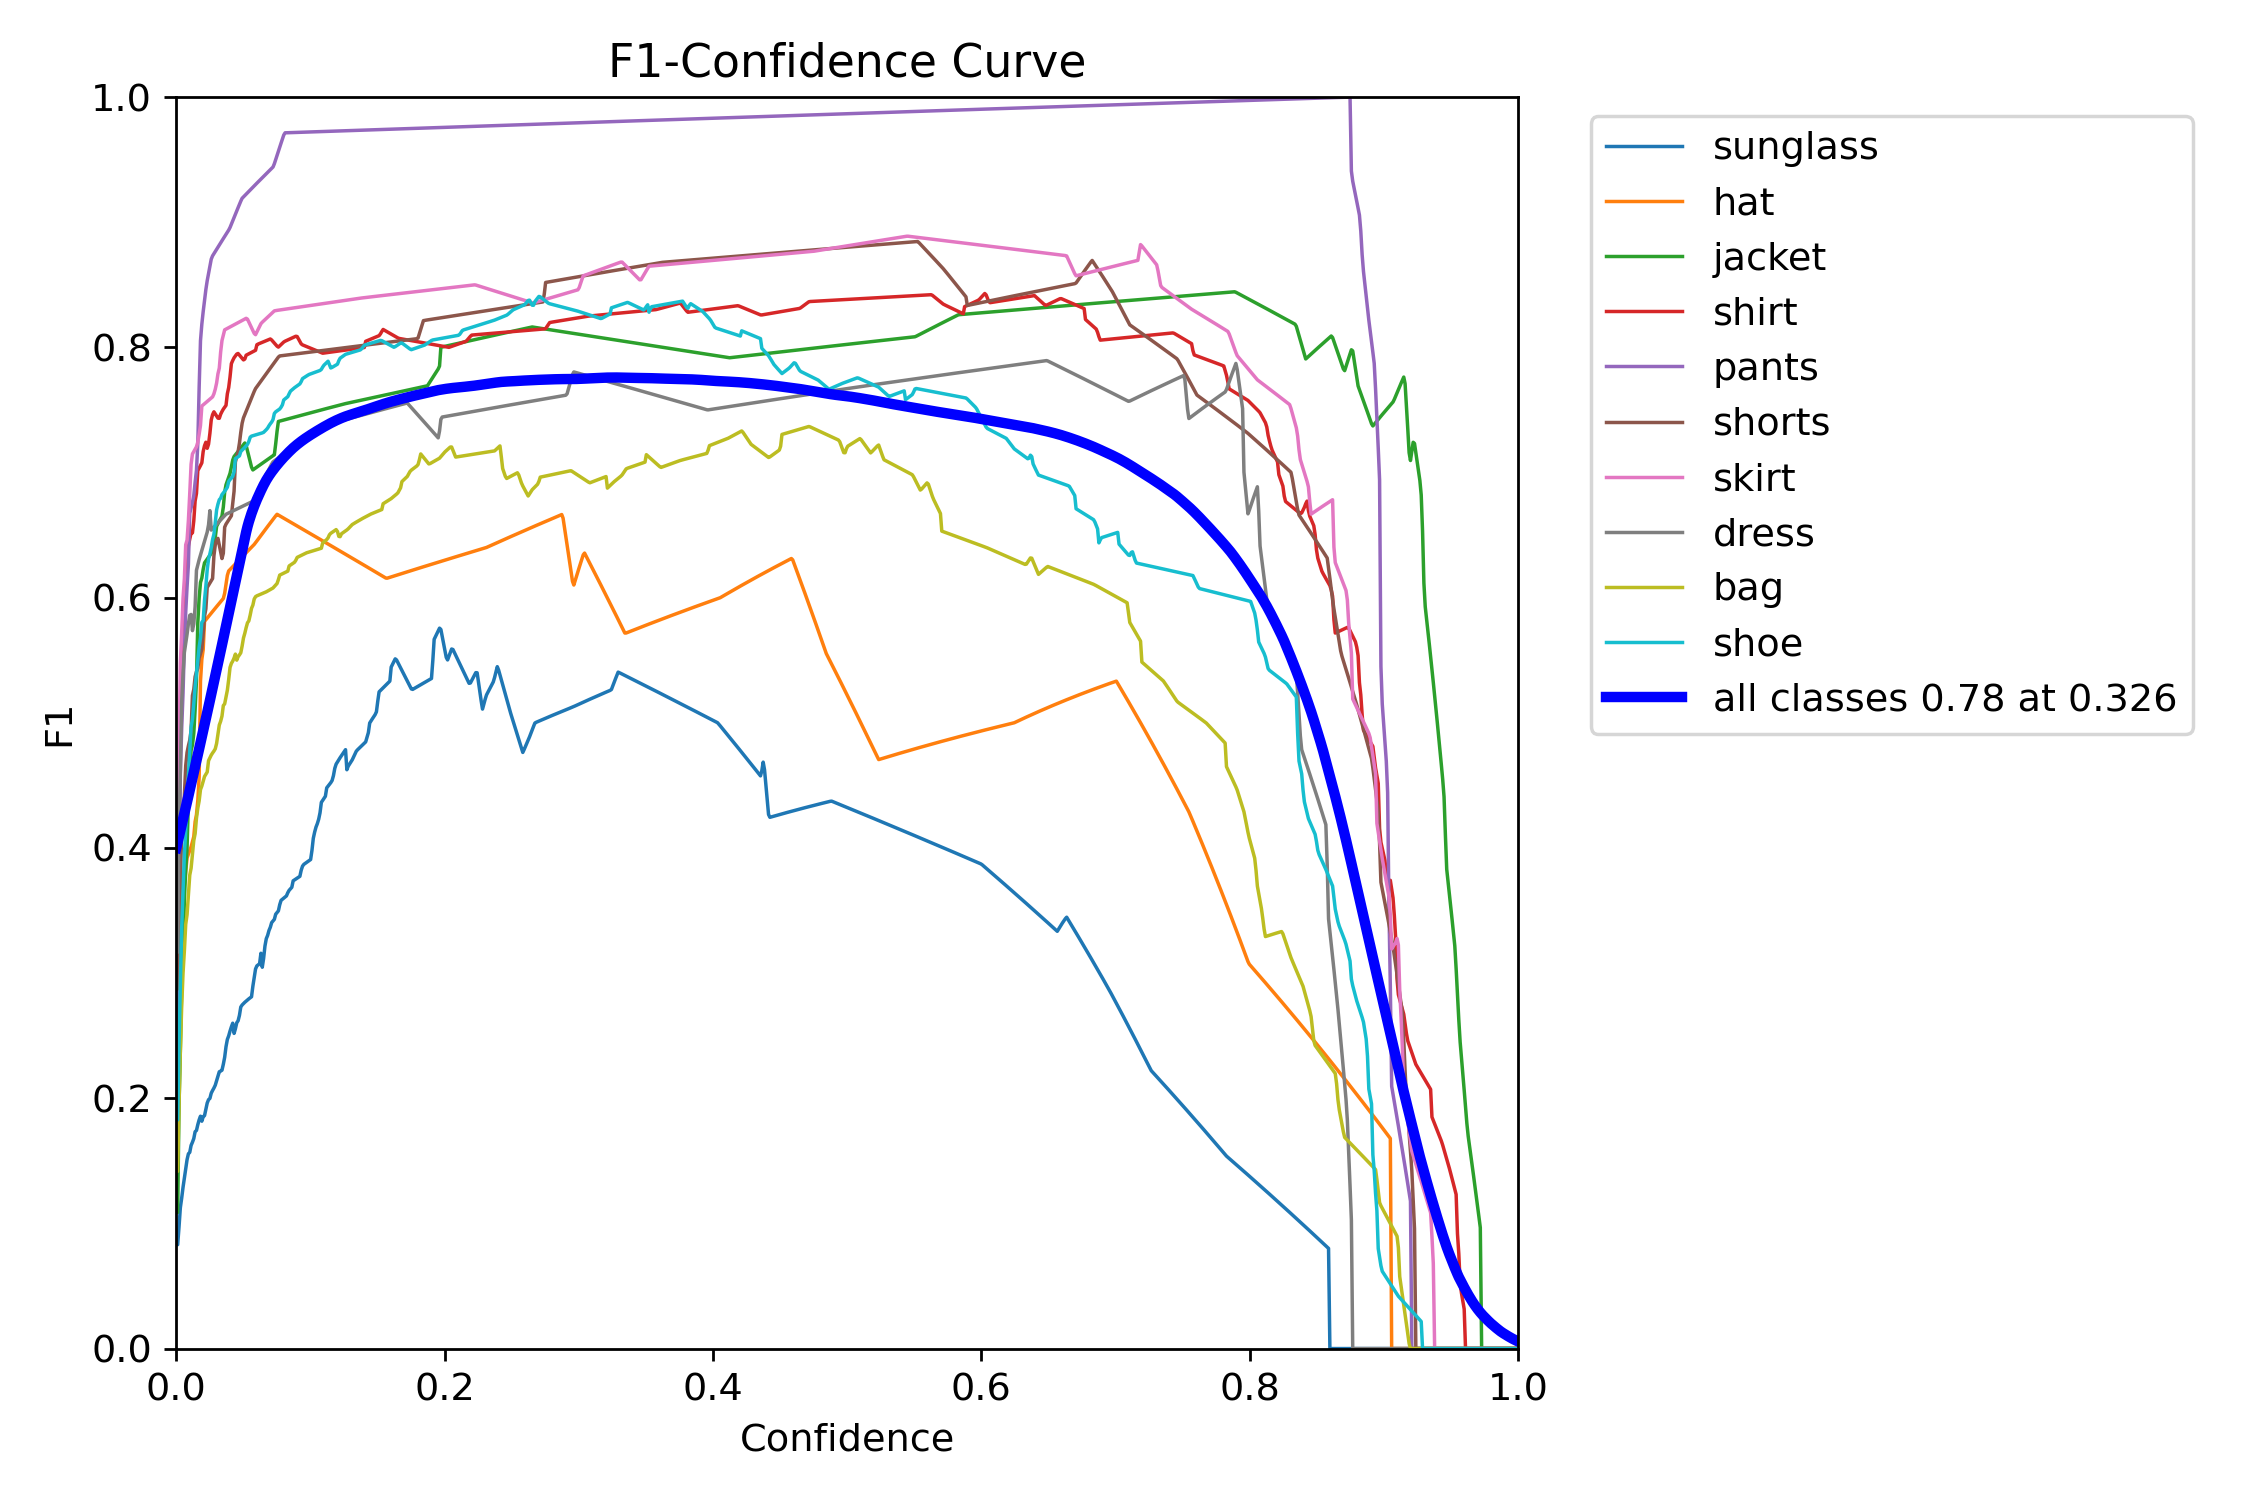 F1-Confidence Curve
1.0
0.8
0.6
0.4
0.2
0.0
F1
0.0 0.2 0.4 0.6 0.8 1.0
Confidence
sunglass
hat
jacket
shirt
pants
shorts
skirt
dress
bag
shoe
all classes 0.78 at 0.326